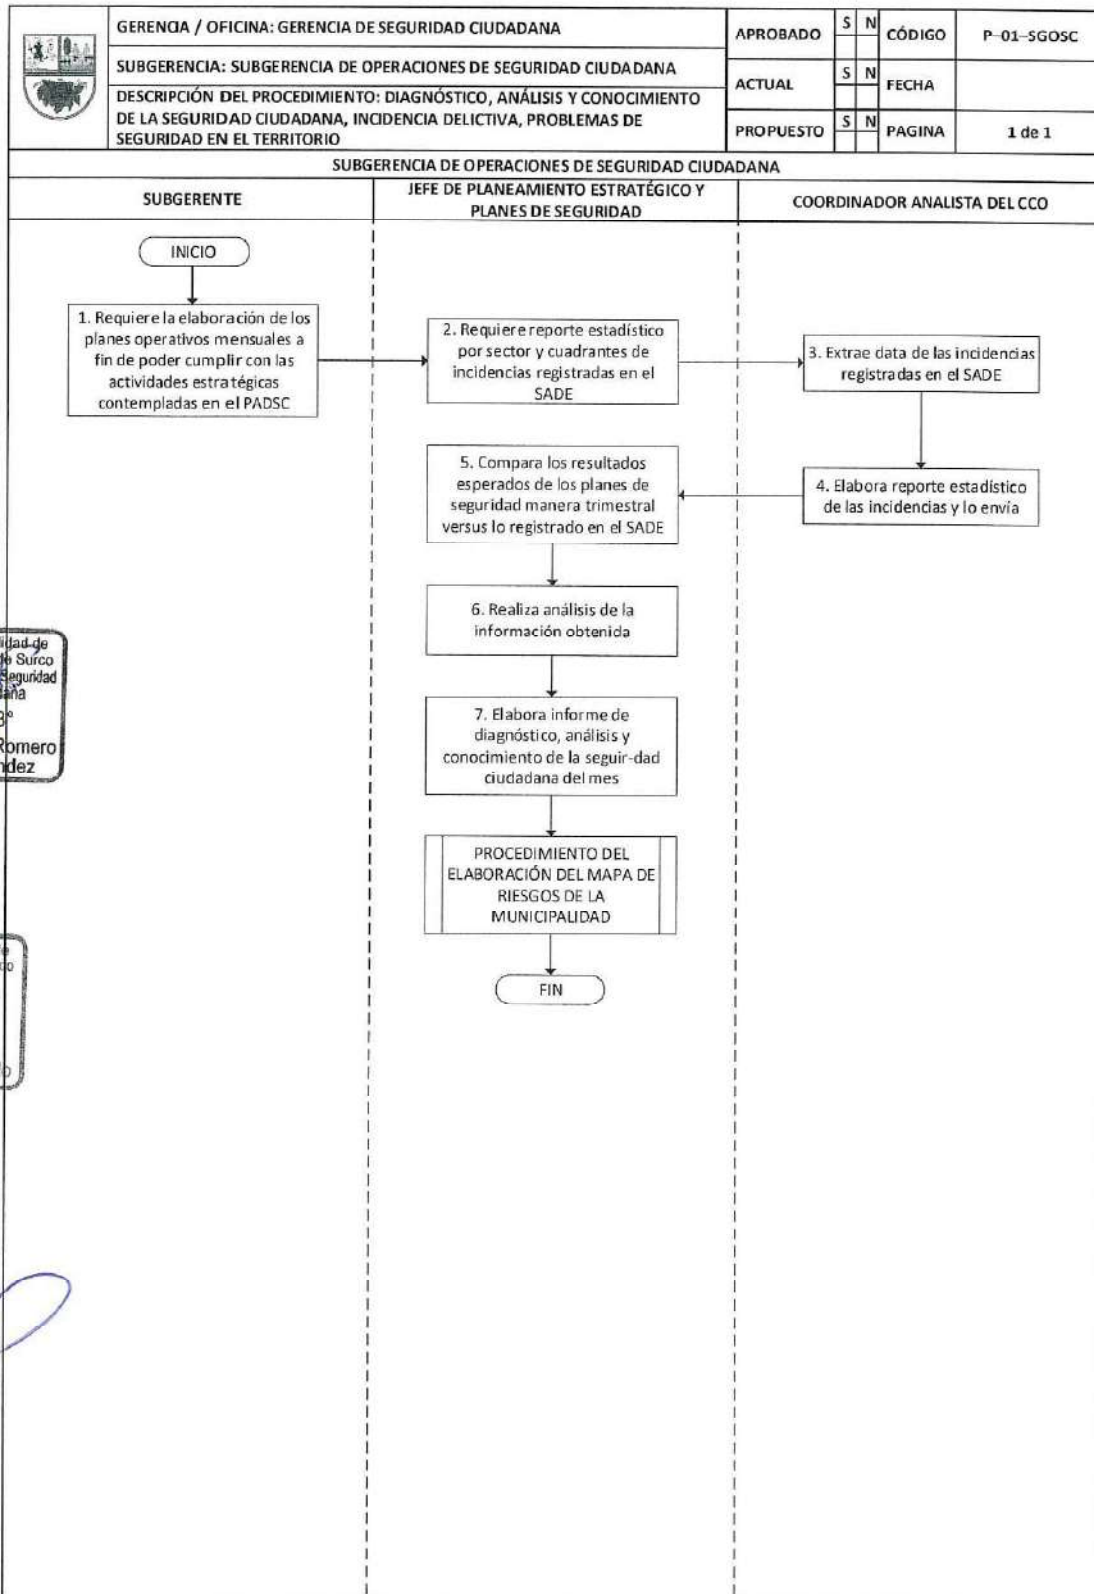 GERENCIA / OFICINA: GERENCIA DE SEGURIDAD CIUDADANA
SUBGERENCIA: SUBGERENCIA DE OPERACIONES DE SEGURIDAD CIUDADANA
DESCRIPCIÓN DEL PROCEDIMIENTO: DIAGNÓSTICO, ANÁLISIS Y CONOCIMIENTO
DE LA SEGURIDAD CIUDADANA, INCIDENCIA DELICTIVA, PROBLEMAS DE
SEGURIDAD EN EL TERRITORIO
APROBADO S N CÓDIGO P-01-SGOSC
ACTUAL S N FECHA
PROPUESTO S N PAGINA 1 de 1
SUBGERENCIA DE OPERACIONES DE SEGURIDAD CIUDADANA
SUBGERENTE
JEFE DE PLANEAMIENTO ESTRATÉGICO Y
PLANES DE SEGURIDAD
COORDINADOR ANALISTA DEL CCO
INICIO
1. Requiere la elaboración de los
planes operativos mensuales a
fin de poder cumplir con las
actividades estratégicas
contempladas en el PADSC
2. Requiere reporte estadístico
por sector y cuadrantes de
incidencias registradas en el
SADE
3. Extrae data de las incidencias
registradas en el SADE
4. Elabora reporte estadístico
de las incidencias y lo envía
5. Compara los resultados
esperados de los planes de
seguridad manera trimestral
versus lo registrado en el SADE
6. Realiza análisis de la
información obtenida
7. Elabora informe de
diagnóstico, análisis y
conocimiento de la seguir-dad
ciudadana del mes
PROCEDIMIENTO DEL
ELABORACIÓN DEL MAPA DE
RIESGOS DE LA
MUNICIPALIDAD
FIN
lidad de
de Surco
Seguridad
Romero
ndez